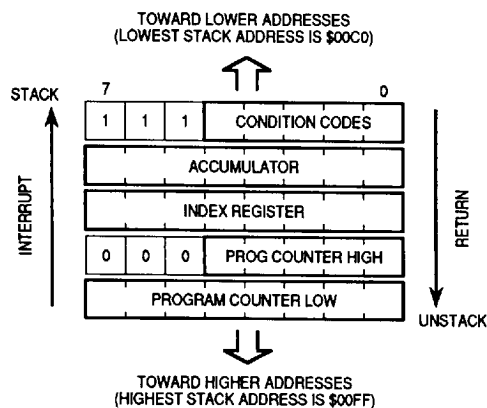 TOWARD LOWER ADDRESSES
(LOWEST STACK ADDRESS IS $00C0)
7 0
STACK
1 1 1 CONDITION CODES
ACCUMULATOR
INDEX REGISTER
0 0 0 PROG COUNTER HIGH
PROGRAM COUNTER LOW
INTERRUPT
RETURN
UNSTACK
TOWARD HIGHER ADDRESSES
(HIGHEST STACK ADDRESS IS $00FF)